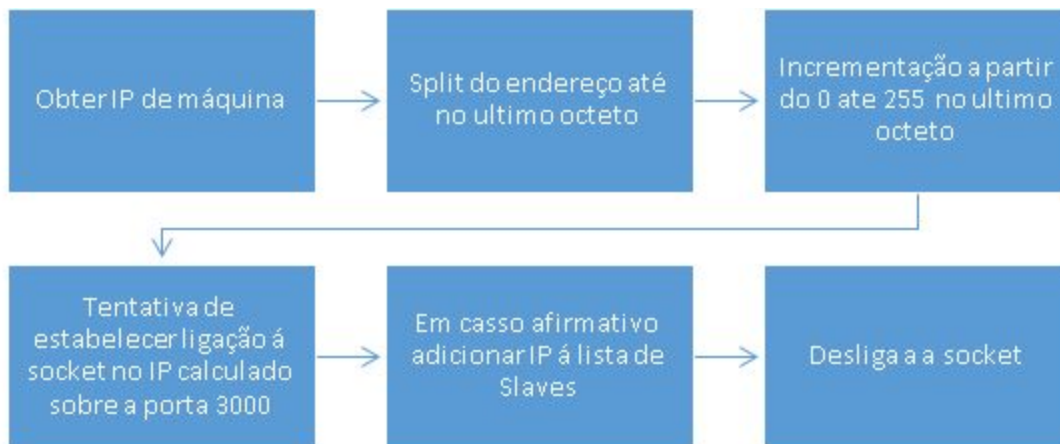 Obter IP de máquina
Split do endereço até
no ultimo octeto
Incrementação a partir
do 0 ate 255 no ultimo
octeto
Tentativa de
estabelecer ligação á
socket no IP calculado
sobre a porta 3000
Em casso afirmativo
adicionar IP á lista de
Slaves
Desliga a a socket